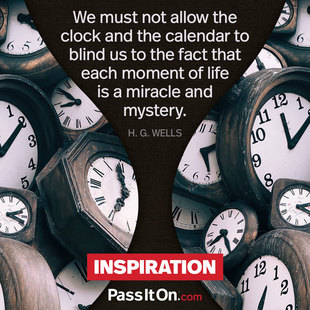 We must not allow the
clock and the calendar to
blind us to the fact that
each moment of life
is a miracle and
mystery.
H. G. WELLS
INSPIRATION
PassItOn.com